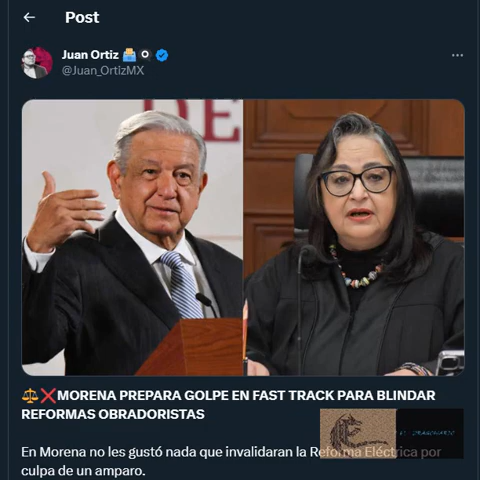 Post
Juan Ortiz
@Juan_OrtizMX
DE
⚖️❌MORENA PREPARA GOLPE EN FAST TRACK PARA BLINDAR
REFORMAS OBRADORISTAS
En Morena no les gustó nada que invalidaran la Reforma Eléctrica por
culpa de un amparo.